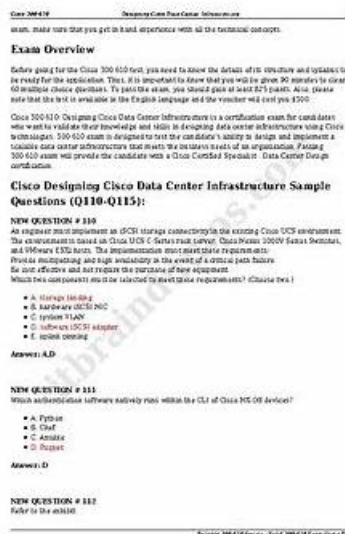 Cisco 300-610
Designing Cisco Data Center Infrastructure
exam, make sure that you get in hand experience with all the technical concepts.
Exam Overview
Before going for the Cisco 300-610 test, you need to know the details of its structure and syllabus to
be ready for the application. Thus, it is important to know that you will be given 90 minutes to clear
60 multiple choice questions. To pass the exam, you should gain at least 825 points. Also, please
note that the test is available in the English language and the voucher will cost you $300.
Cisco 300-610: Designing Cisco Data Center Infrastructure is a certification exam for candidates
who want to validate their knowledge and skills in designing data center infrastructure using Cisco
technologies. 300-610 exam is designed to test the candidate's ability to design and implement a
scalable data center infrastructure that meets the business needs of an organization. Passing
300-610 exam will provide the candidate with a Cisco Certified Specialist - Data Center Design
certification.
Cisco Designing Cisco Data Center Infrastructure Sample
Questions (Q110-Q115):
NEW QUESTION # 110
An engineer must implement an iSCSI storage connectivity in the existing Cisco UCS environment.
The environment is based on Cisco UCS C-Series rack server, Cisco Nexus 1000V Series Switches,
and VMware ESXi hosts. The implementation must meet these requirements:
Provide multipathing and high availability in the event of a critical path failure
Be cost effective and not require the purchase of new equipment
Which two components must be selected to meet these requirements? (Choose two.)
A. storage binding
B. hardware iSCSI NIC
C. system VLAN
D. software iSCSI adapter
E. uplink pinning
Answer: A,D
NEW QUESTION # 111
Which authentication software natively runs within the CLI of Cisco NX-OS devices?
A. Python
B. Chef
C. Ansible
D. Puppet
Answer: D
NEW QUESTION # 112
Refer to the exhibit.